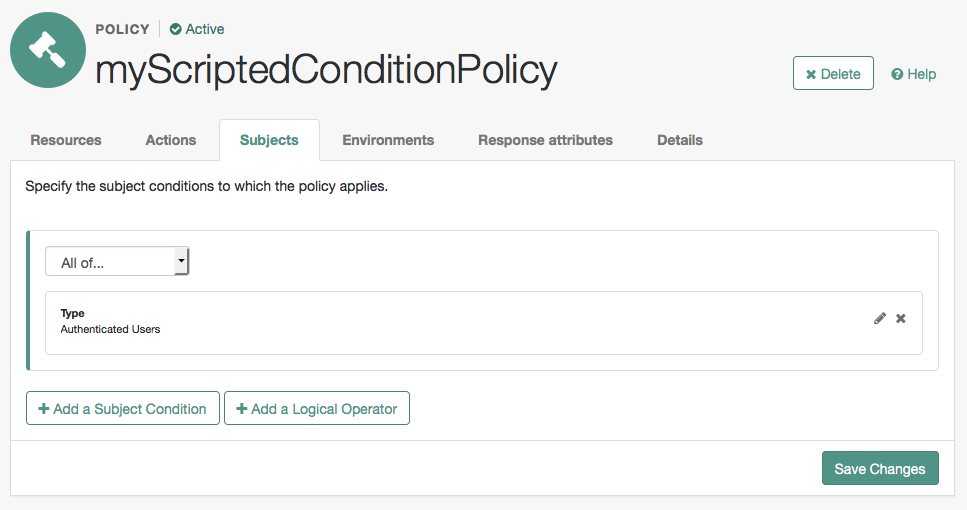 POLICY Active
myScriptedConditionPolicy
Delete Help
Resources Actions Subjects Environments Response attributes Details
Specify the subject conditions to which the policy applies.
All of...
Type
Authenticated Users
Add a Subject Condition Add a Logical Operator
Save Changes